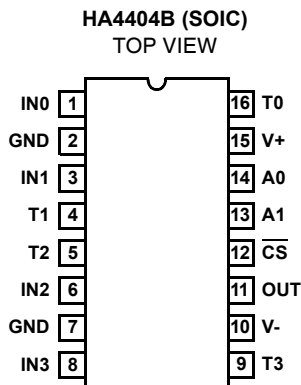 HA4404B (SOIC)
TOP VIEW
IN0 1 16 T0
GND 2 15 V+
IN1 3 14 A0
T1 4 13 A1
T2 5 12 C̅S̅
IN2 6 11 OUT
GND 7 10 V-
IN3 8 9 T3